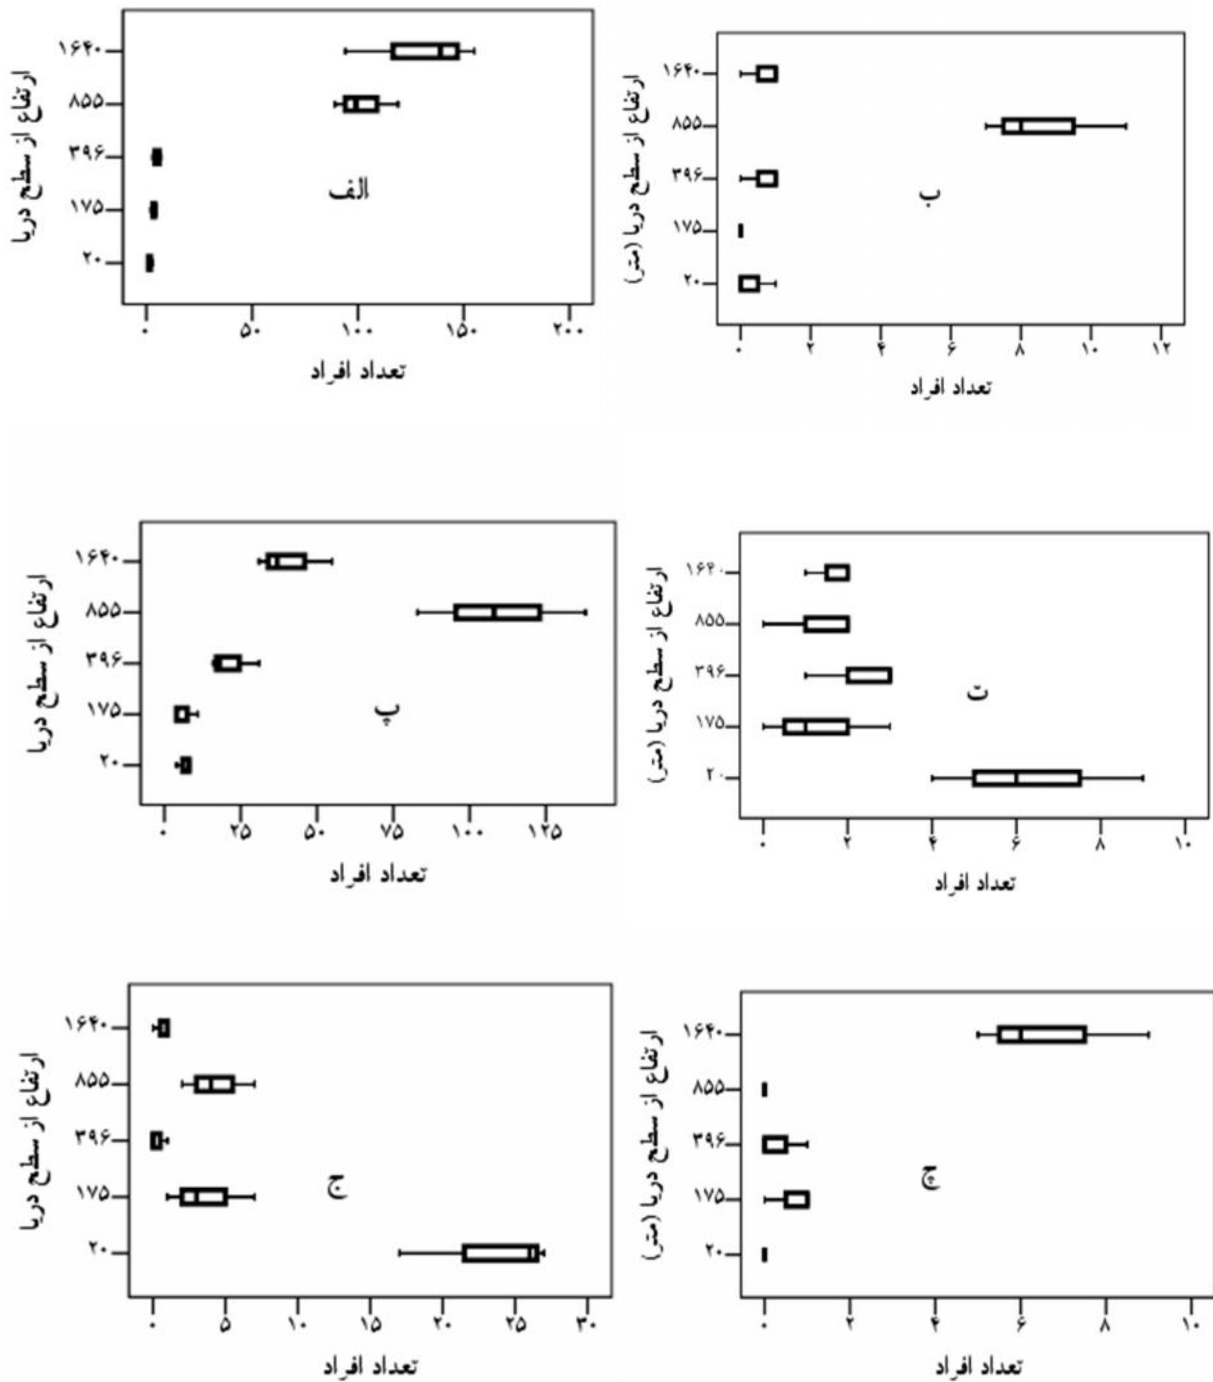 ارتفاع از سطح دریا
۱۶۴۰
۸۵۵
۳۹۶
۱۷۵
۲۰
الف
۰ ۵۰ ۱۰۰ ۱۵۰ ۲۰۰
تعداد افراد
ارتفاع از سطح دریا (متر)
۱۶۴۰
۸۵۵
۳۹۶
۱۷۵
۲۰
ب
۰ ۲ ۴ ۶ ۸ ۱۰ ۱۲
تعداد افراد
ارتفاع از سطح دریا
۱۶۴۰
۸۵۵
۳۹۶
۱۷۵
۲۰
پ
۰ ۲۵ ۵۰ ۷۵ ۱۰۰ ۱۲۵
تعداد افراد
ارتفاع از سطح دریا (متر)
۱۶۴۰
۸۵۵
۳۹۶
۱۷۵
۲۰
ت
۰ ۲ ۴ ۶ ۸ ۱۰
تعداد افراد
ارتفاع از سطح دریا
۱۶۴۰
۸۵۵
۳۹۶
۱۷۵
۲۰
ج
۰ ۵ ۱۰ ۱۵ ۲۰ ۲۵ ۳۰
تعداد افراد
ارتفاع از سطح دریا (متر)
۱۶۴۰
۸۵۵
۳۹۶
۱۷۵
۲۰
چ
۰ ۲ ۴ ۶ ۸ ۱۰
تعداد افراد